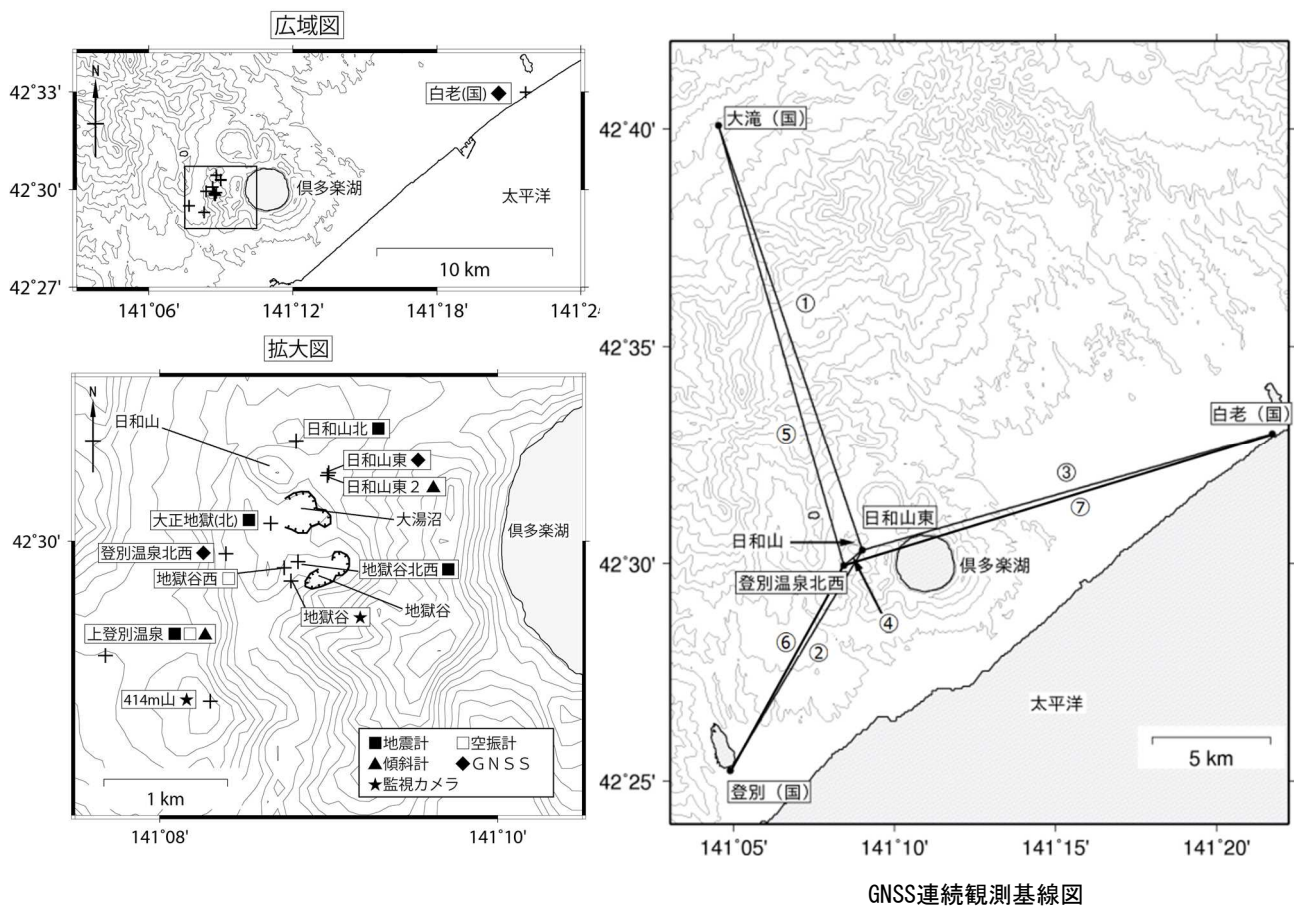 広域図
N
42˚33'
42˚30'
42˚27'
白老(国) ◆
倶多楽湖
太平洋
10 km
141˚06'
141˚12'
141˚18'
141˚24
拡大図
N
日和山
日和山北 ■
日和山東 ◆
日和山東２ ▲
大正地獄(北) ■
大湯沼
倶多楽湖
42˚30'
登別温泉北西 ◆
地獄谷西 □
地獄谷北西 ■
地獄谷 ★
地獄谷
上登別温泉 ■ □ ▲
414m山 ★
■地震計 □空振計
▲傾斜計 ◆ＧＮＳＳ
★監視カメラ
1 km
141˚08'
141˚10'
42˚40'
42˚35'
42˚30'
42˚25'
大滝（国）
①
⑤
白老（国）
③
⑦
日和山東
日和山
登別温泉北西
倶多楽湖
④
⑥
②
太平洋
5 km
登別（国）
141˚05'
141˚10'
141˚15'
141˚20'
GNSS連続観測基線図